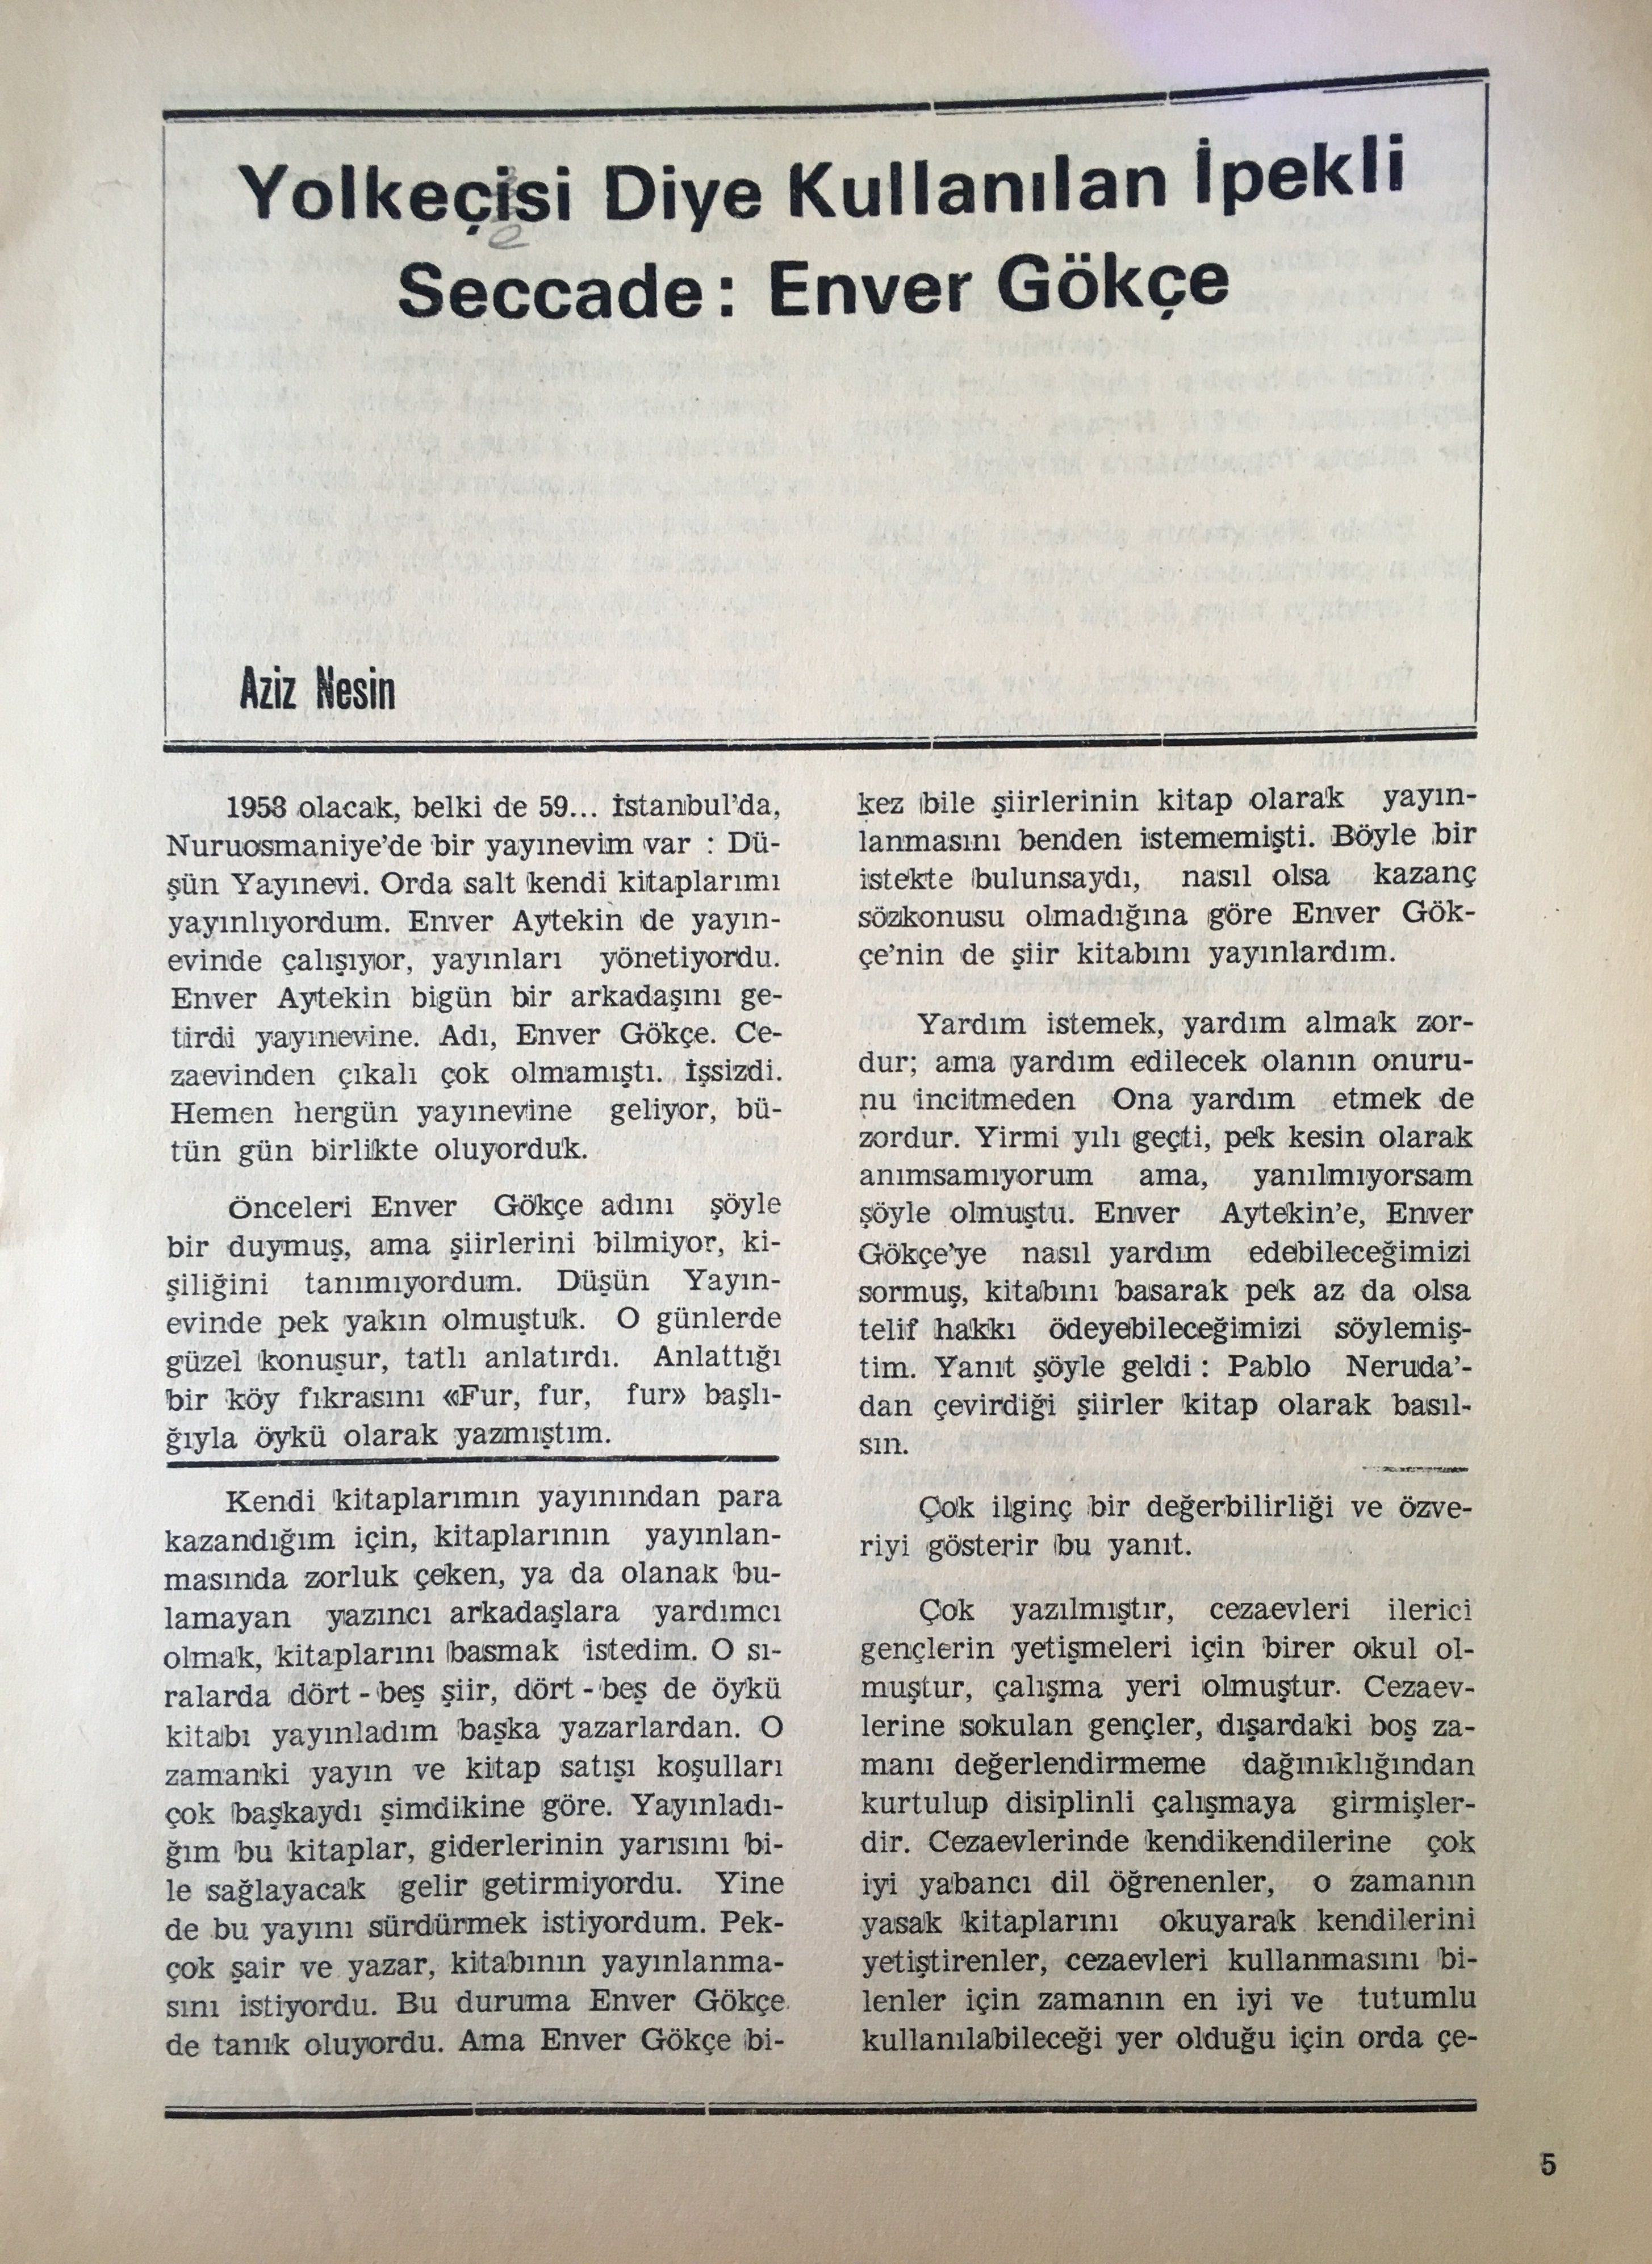 Yolkeçisi Diye Kullanılan İpekli
Seccade: Enver Gökçe
e
Aziz Nesin
1958 olacak, belki de 59... İstanbul'da,
Nuruosmaniye'de bir yayınevim var : Dü-
şün Yayınevi. Orda salt kendi kitaplarımı
yayınlıyordum. Enver Aytekin de yayın-
evinde çalışıyor, yayınları yönetiyordu.
Enver Aytekin bigün bir arkadaşını ge-
tirdi yayınevine. Adı, Enver Gökçe. Ce-
zaevinden çıkalı çok olmamıştı. İşsizdi.
Hemen hergün yayınevine geliyor, bü-
tün gün birlikte oluyorduk.
Önceleri Enver Gökçe adını şöyle
bir duymuş, ama şiirlerini bilmiyor, ki-
şiliğini tanımıyordum. Düşün Yayın-
evinde pek yakın olmuştuk. O günlerde
güzel konuşur, tatlı anlatırdı. Anlattığı
bir köy fıkrasını «Fur, fur, fur» başlı-
ğıyla öykü olarak yazmıştım.
Kendi kitaplarımın yayınından para
kazandığım için, kitaplarının yayınlan-
masında zorluk çeken, ya da olanak bu-
lamayan yazıncı arkadaşlara yardımcı
olmak, kitaplarını basmak istedim. O sı-
ralarda dört - beş şiir, dört - beş de öykü
kitabı yayınladım başka yazarlardan. O
zamanki yayın ve kitap satışı koşulları
çok başkaydı şimdikine göre. Yayınladı-
ğım bu kitaplar, giderlerinin yarısını bi-
le sağlayacak gelir getirmiyordu. Yine
de bu yayını sürdürmek istiyordum. Pek-
çok şair ve yazar, kitabının yayınlanma-
sını istiyordu. Bu duruma Enver Gökçe
de tanık oluyordu. Ama Enver Gökçe bi-
kez bile şiirlerinin kitap olarak yayın-
lanmasını benden istememişti. Böyle bir
istekte bulunsaydı, nasıl olsa kazanç
sözkonusu olmadığına göre Enver Gök-
çe'nin de şiir kitabını yayınlardım.
Yardım istemek, yardım almak zor-
dur; ama yardım edilecek olanın onuru-
nu incitmeden Ona yardım etmek de
zordur. Yirmi yılı geçti, pek kesin olarak
anımsamıyorum ama, yanılmıyorsam
şöyle olmuştu. Enver Aytekin'e, Enver
Gökçe'ye nasıl yardım edebileceğimizi
sormuş, kitabını basarak pek az da olsa
telif hakkı ödeyebileceğimizi söylemiş-
tim. Yanıt şöyle geldi : Pablo Neruda'-
dan çevirdiği şiirler kitap olarak basıl-
sın.
Çok ilginç bir değerbilirliği ve özve-
riyi gösterir bu yanıt.
Çok yazılmıştır, cezaevleri ilerici
gençlerin yetişmeleri için birer okul ol-
muştur, çalışma yeri olmuştur. Cezaev-
lerine sokulan gençler, dışardaki boş za-
manı değerlendirmeme dağınıklığından
kurtulup disiplinli çalışmaya girmişler-
dir. Cezaevlerinde kendikendilerine çok
iyi yabancı dil öğrenenler, o zamanın
yasak kitaplarını okuyarak kendilerini
yetiştirenler, cezaevleri kullanmasını bi-
lenler için zamanın en iyi ve tutumlu
kullanılabileceği yer olduğu için orda çe-
5